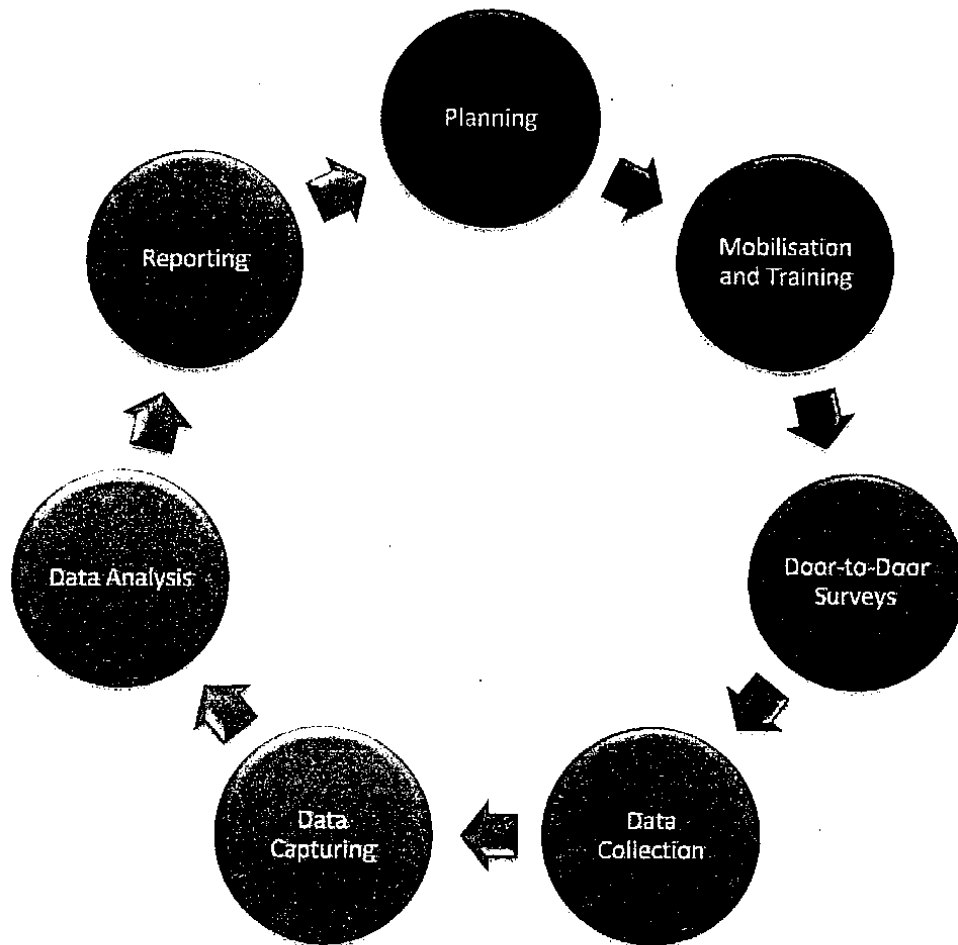 Planning
Mobilisation
and Training
Door-to-Door
Surveys
Data
Collection
Data
Capturing
Data Analysis
Reporting